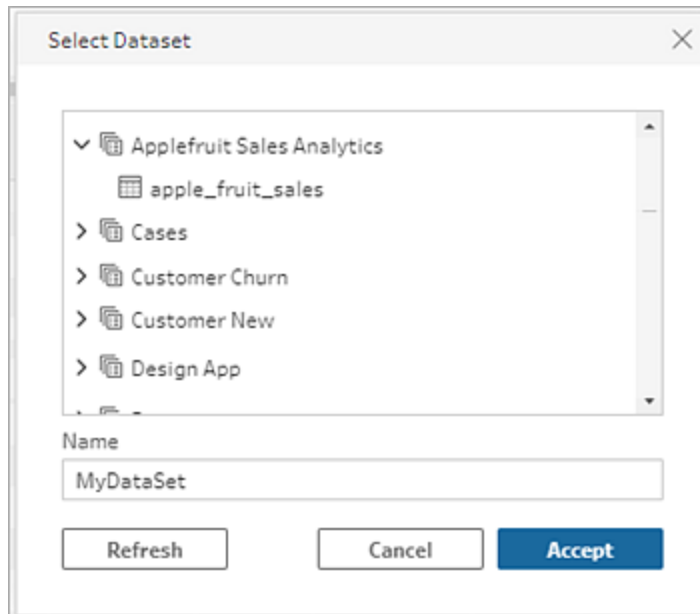 Select Dataset
Applefruit Sales Analytics
apple_fruit_sales
Cases
Customer Churn
Customer New
Design App
Name
MyDataSet
Refresh Cancel Accept